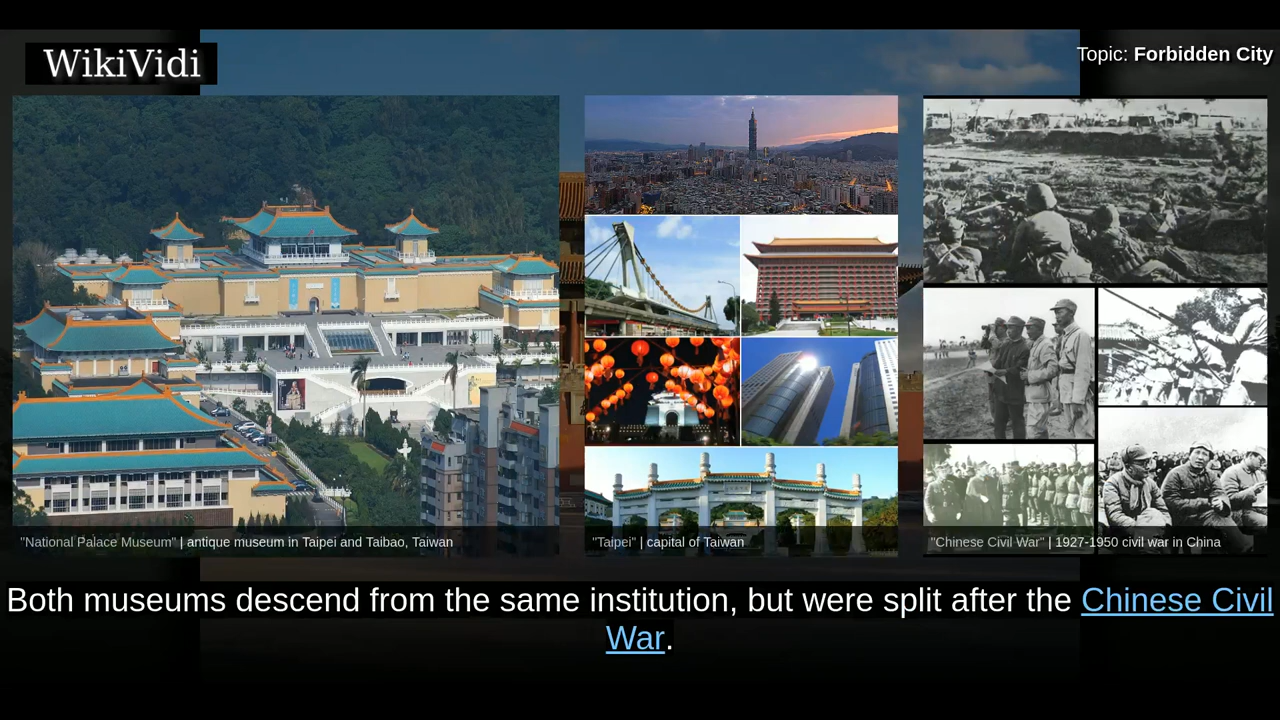 WikiVidi
Topic: Forbidden City
"National Palace Museum" | antique museum in Taipei and Taibao, Taiwan
"Taipei" | capital of Taiwan
"Chinese Civil War" | 1927-1950 civil war in China
Both museums descend from the same institution, but were split after the Chinese Civil
War.